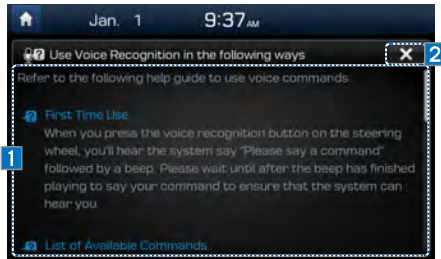 Jan. 1 9:37 AM
Use Voice Recognition in the following ways
2
Refer to the following help guide to use voice commands.
First Time Use
When you press the voice recognition button on the steering
wheel, you'll hear the system say "Please say a command"
1
followed by a beep. Please wait until after the beep has finished
playing to say your command to ensure that the system can
hear you.
List of Available Commands